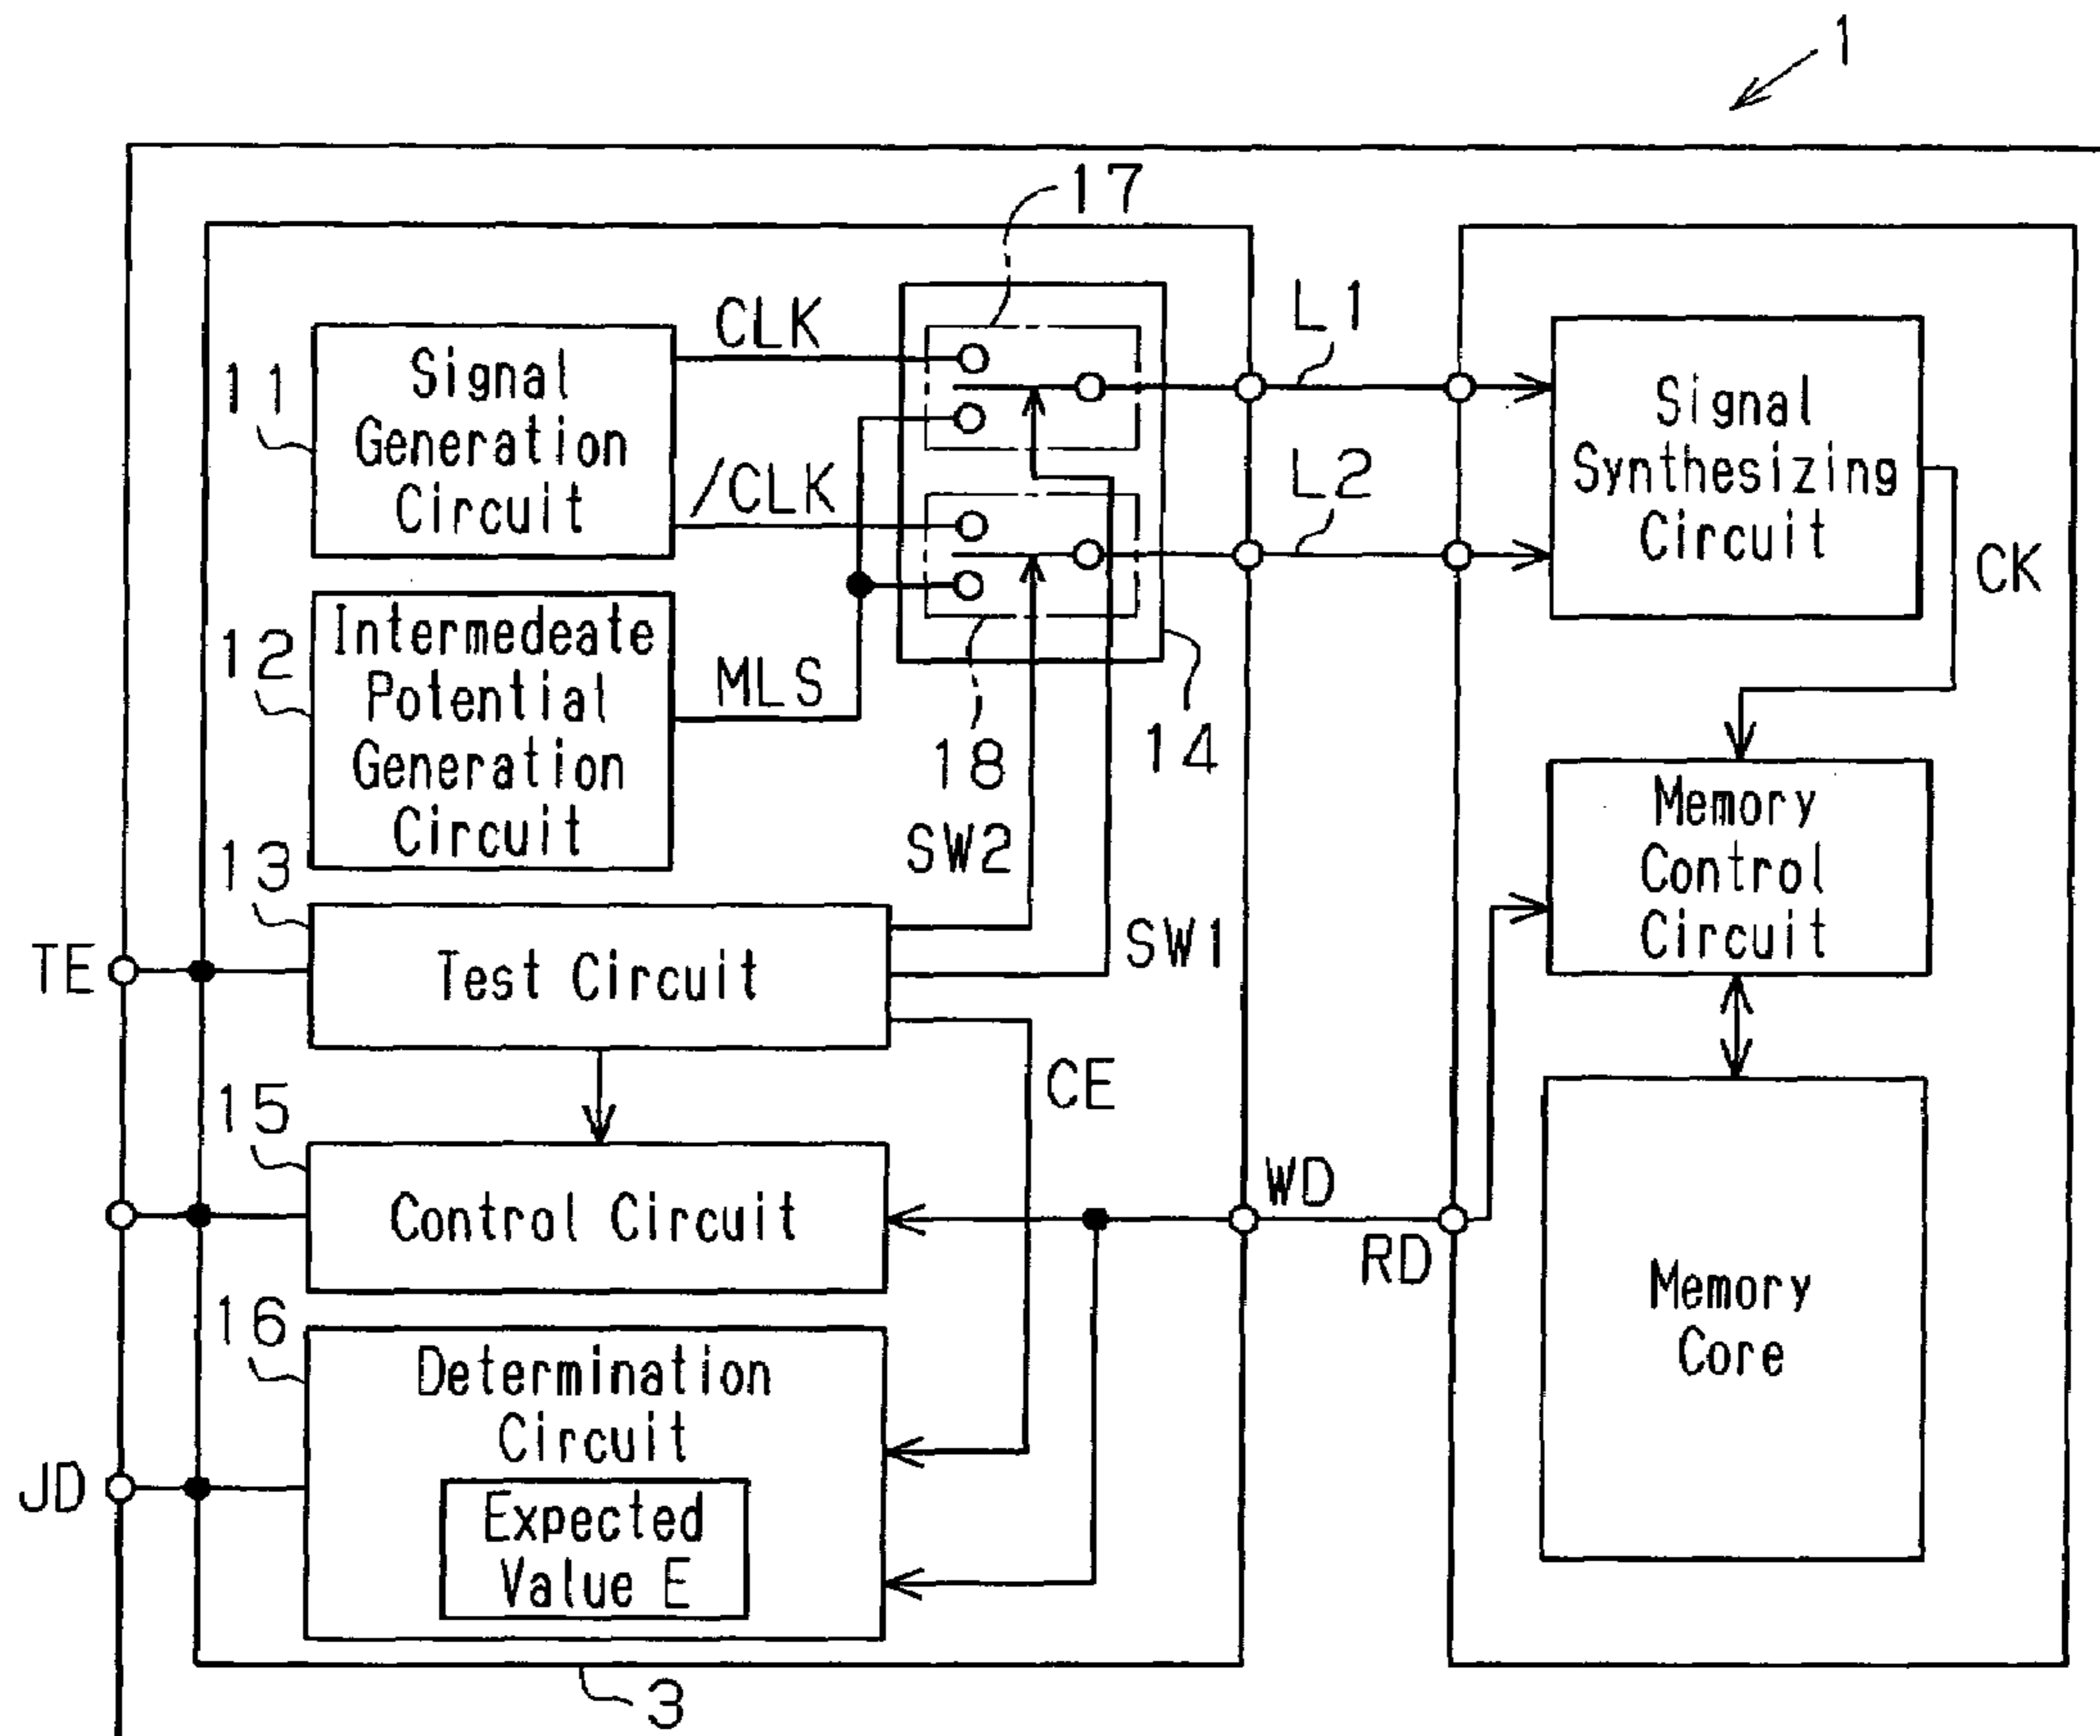 1
17
CLK
L1
11
Signal
Generation
Circuit
Signal
Synthesizing
Circuit
/CLK
L2
CK
12
Intermedeate
Potential
Generation
Circuit
MLS
18
14
Memory
Control
Circuit
SW2
13
TE
Test Circuit
SW1
CE
15
Control Circuit
WD
RD
Memory
Core
16
Determination
Circuit
JD
Expected
Value E
3